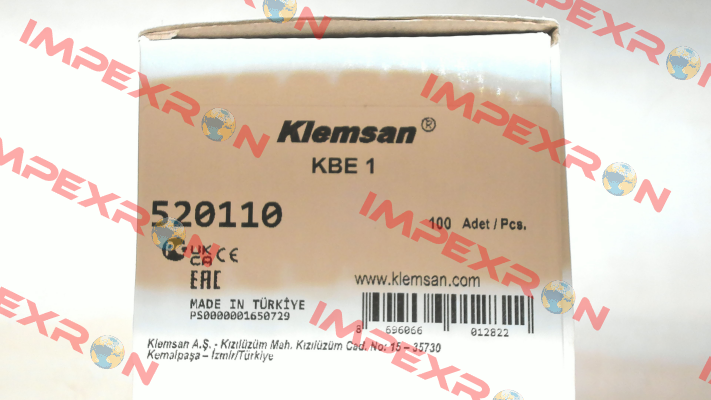 Klemsan®
KBE 1
520110
100 Adet / Pcs.
PC UK CA CE
EAC
www.klemsan.com
MADE IN TÜRKİYE
PS0000001650729
8 696066 012822
Klemsan A.Ş. - Kızılüzüm Mah. Kızılüzüm Cad. No: 15 – 35730
Kemalpaşa – İzmir/Türkiye
IMPEXRON
IMPEXRON
IMPEXRON
IMPEXRON
IMPEXRON